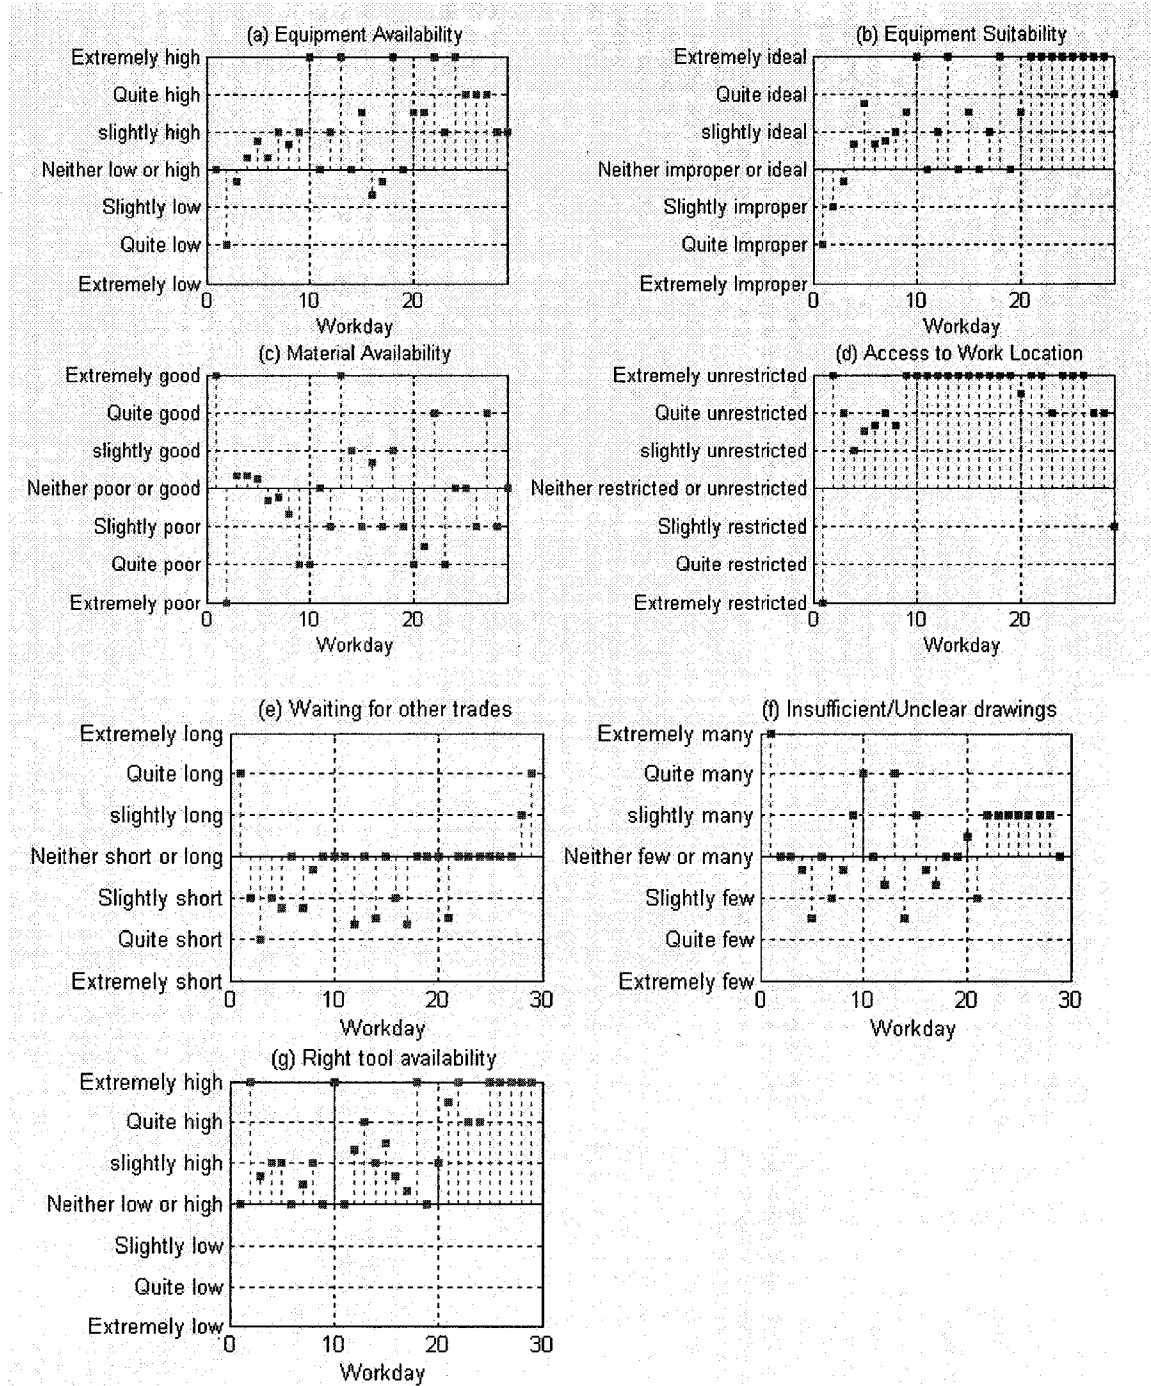 (a) Equipment Availability
Extremely high
Quite high
slightly high
Neither low or high
Slightly low
Quite low
Extremely low
0 10 20
Workday
(b) Equipment Suitability
Extremely ideal
Quite ideal
slightly ideal
Neither improper or ideal
Slightly improper
Quite Improper
Extremely Improper
0 10 20
Workday
(c) Material Availability
Extremely good
Quite good
slightly good
Neither poor or good
Slightly poor
Quite poor
Extremely poor
0 10 20
Workday
(d) Access to Work Location
Extremely unrestricted
Quite unrestricted
slightly unrestricted
Neither restricted or unrestricted
Slightly restricted
Quite restricted
Extremely restricted
0 10 20
Workday
(e) Waiting for other trades
Extremely long
Quite long
slightly long
Neither short or long
Slightly short
Quite short
Extremely short
0 10 20 30
Workday
(f) Insufficient/Unclear drawings
Extremely many
Quite many
slightly many
Neither few or many
Slightly few
Quite few
Extremely few
0 10 20 30
Workday
(g) Right tool availability
Extremely high
Quite high
slightly high
Neither low or high
Slightly low
Quite low
Extremely low
0 10 20 30
Workday